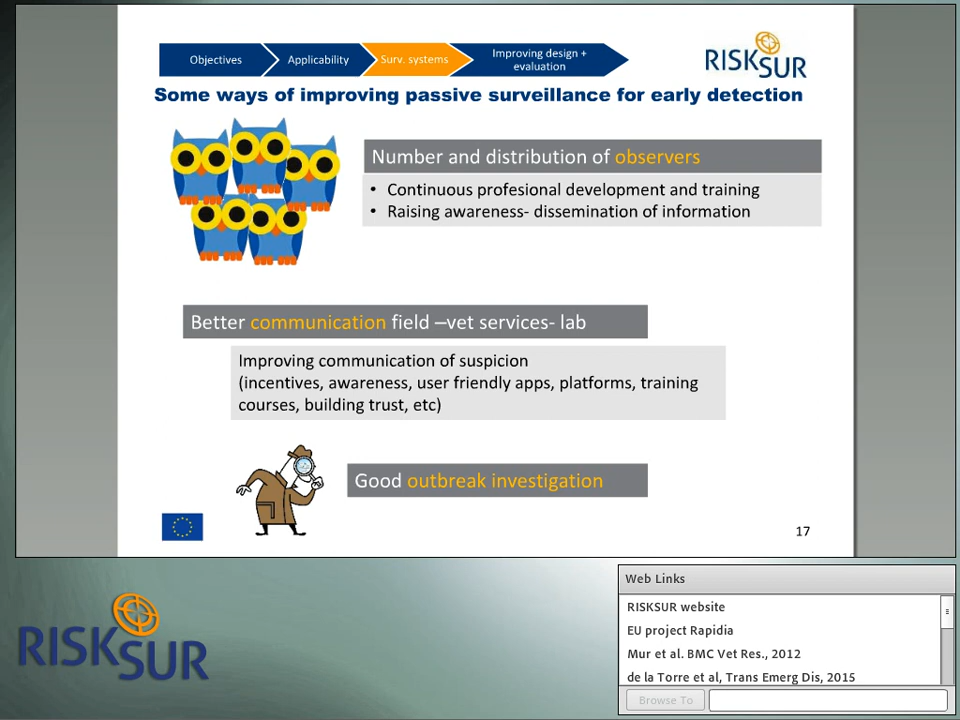 Objectives
Applicability
Surv. systems
Improving design +
evaluation
RISKSUR
Some ways of improving passive surveillance for early detection
Number and distribution of observers
• Continuous profesional development and training
• Raising awareness- dissemination of information
Better communication field –vet services- lab
Improving communication of suspicion
(incentives, awareness, user friendly apps, platforms, training
courses, building trust, etc)
Good outbreak investigation
17
RISKSUR
Web Links
RISKSUR website
EU project Rapidia
Mur et al. BMC Vet Res., 2012
de la Torre et al, Trans Emerg Dis, 2015
Browse To